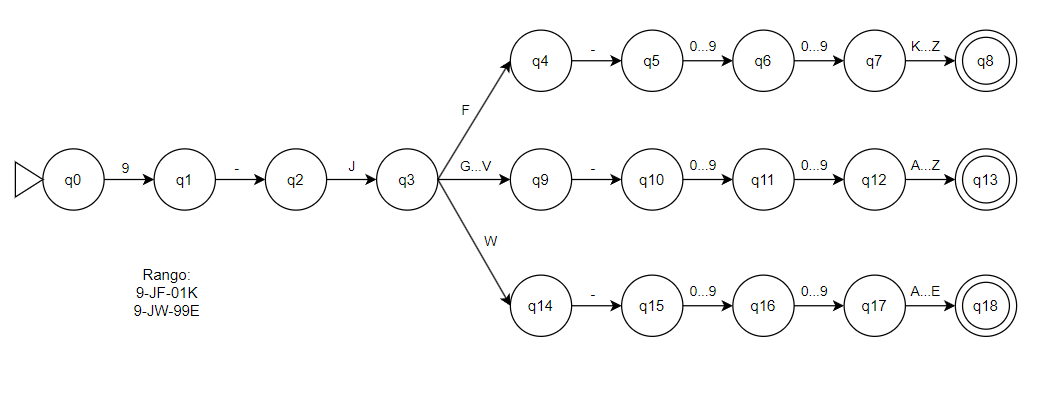 q4 - q5 0...9 q6 0...9 q7 K...Z q8
F
q0 9 q1 - q2 J q3 G...V q9 - q10 0...9 q11 0...9 q12 A...Z q13
W
q14 - q15 0...9 q16 0...9 q17 A...E q18
Rango:
9-JF-01K
9-JW-99E